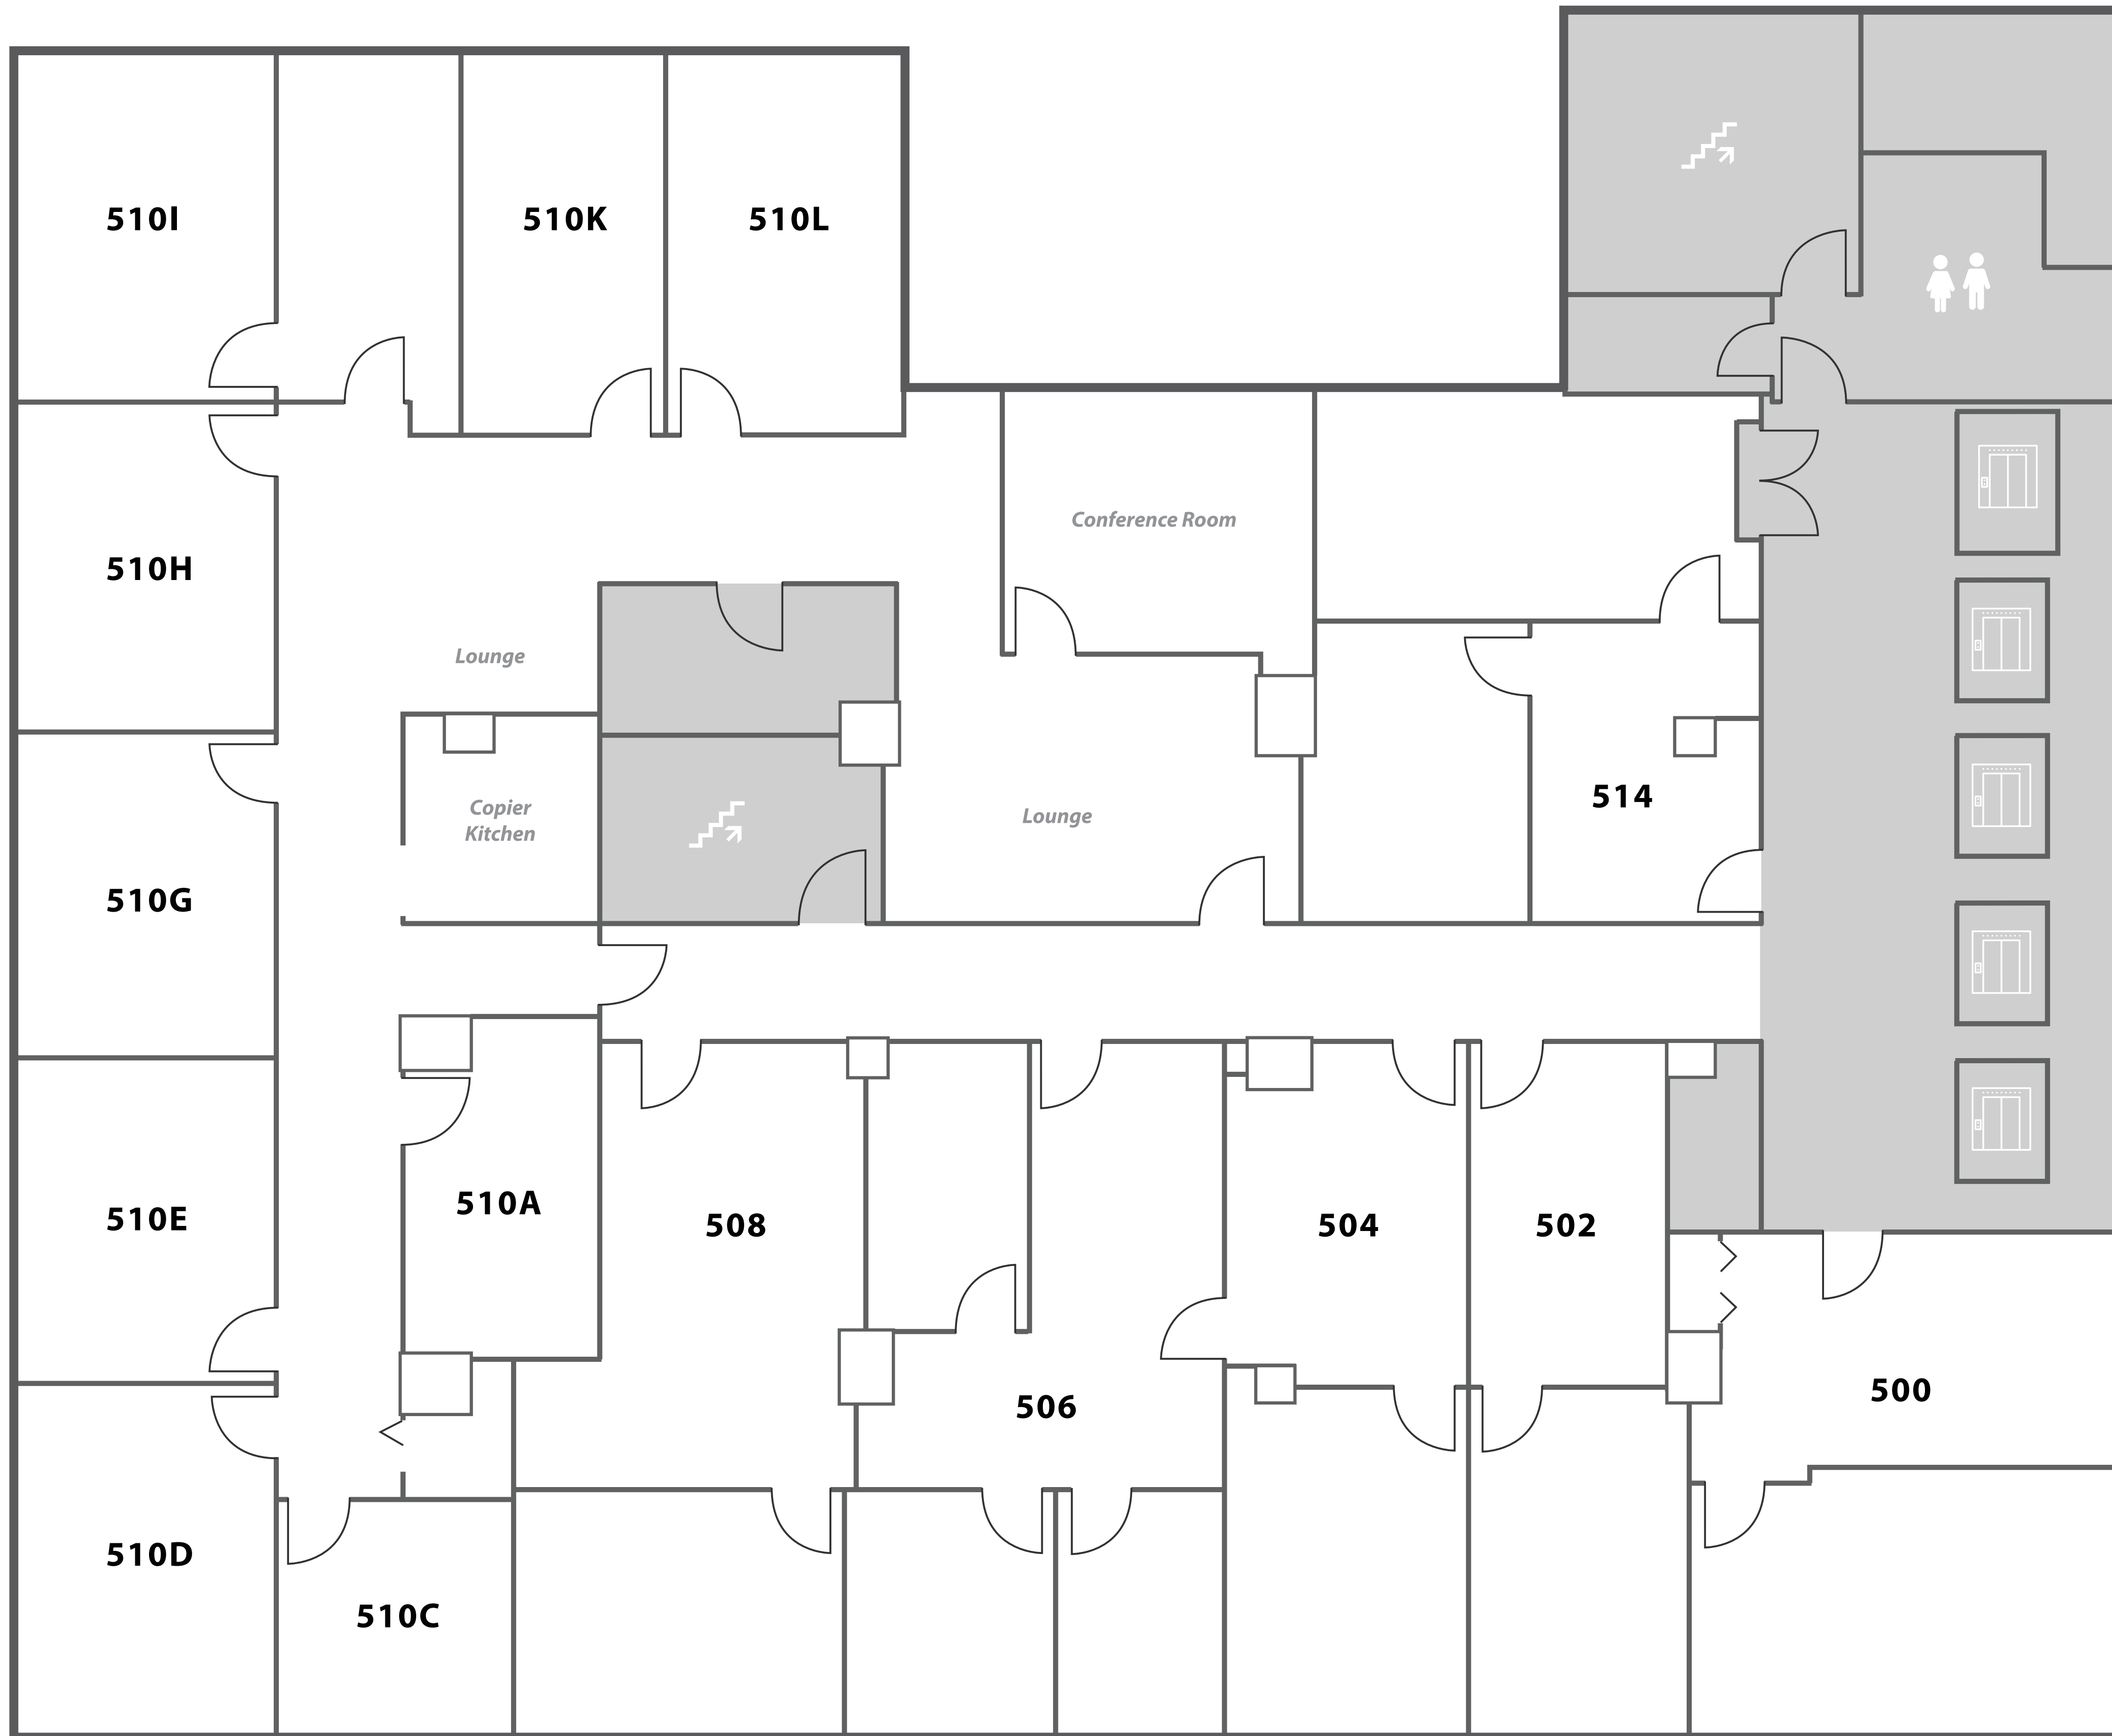 510I
510K
510L
Conference Room
510H
Lounge
514
Copier
Kitchen
Lounge
510G
510A
510E
508
504
502
500
506
510D
510C